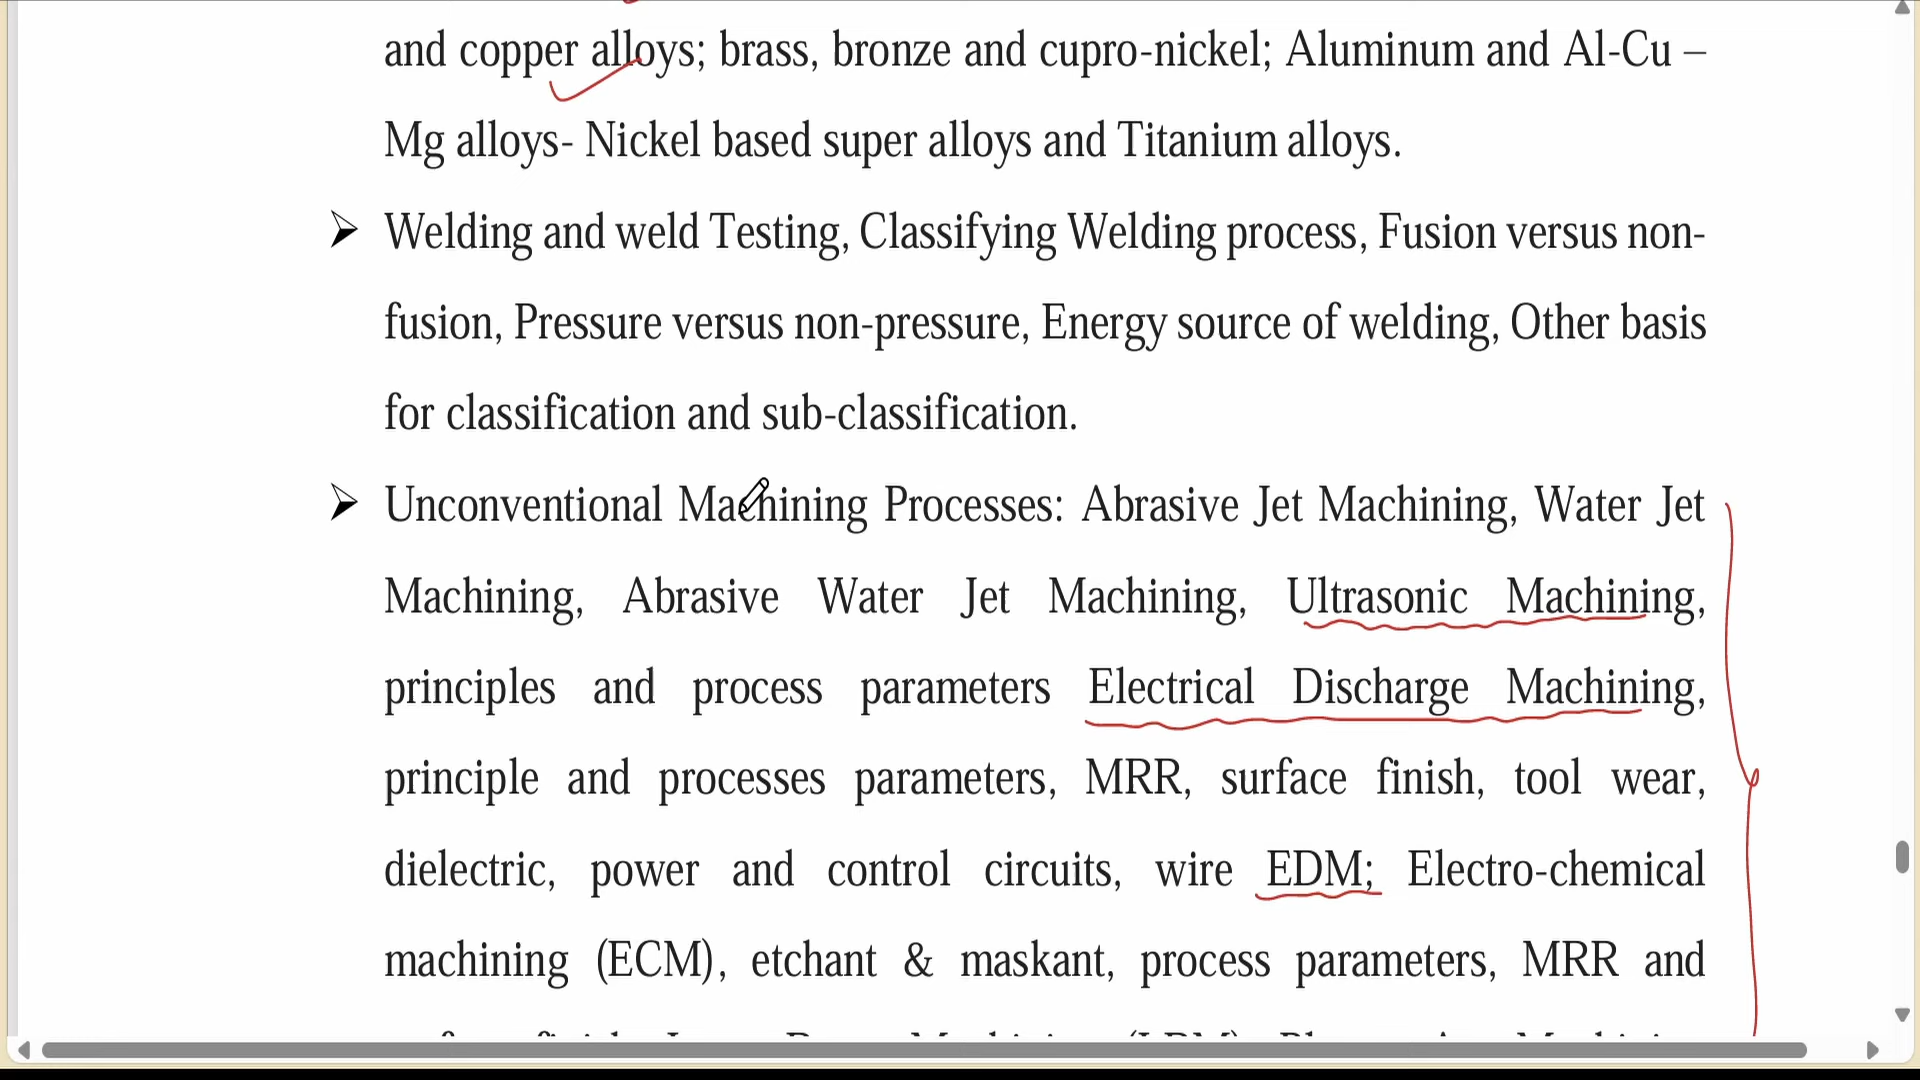 and copper alloys; brass, bronze and cupro-nickel; Aluminum and Al-Cu –
Mg alloys- Nickel based super alloys and Titanium alloys.
➢ Welding and weld Testing, Classifying Welding process, Fusion versus non-
fusion, Pressure versus non-pressure, Energy source of welding, Other basis
for classification and sub-classification.
➢ Unconventional Machining Processes: Abrasive Jet Machining, Water Jet
Machining, Abrasive Water Jet Machining, Ultrasonic Machining,
principles and process parameters Electrical Discharge Machining,
principle and processes parameters, MRR, surface finish, tool wear,
dielectric, power and control circuits, wire EDM; Electro-chemical
machining (ECM), etchant & maskant, process parameters, MRR and